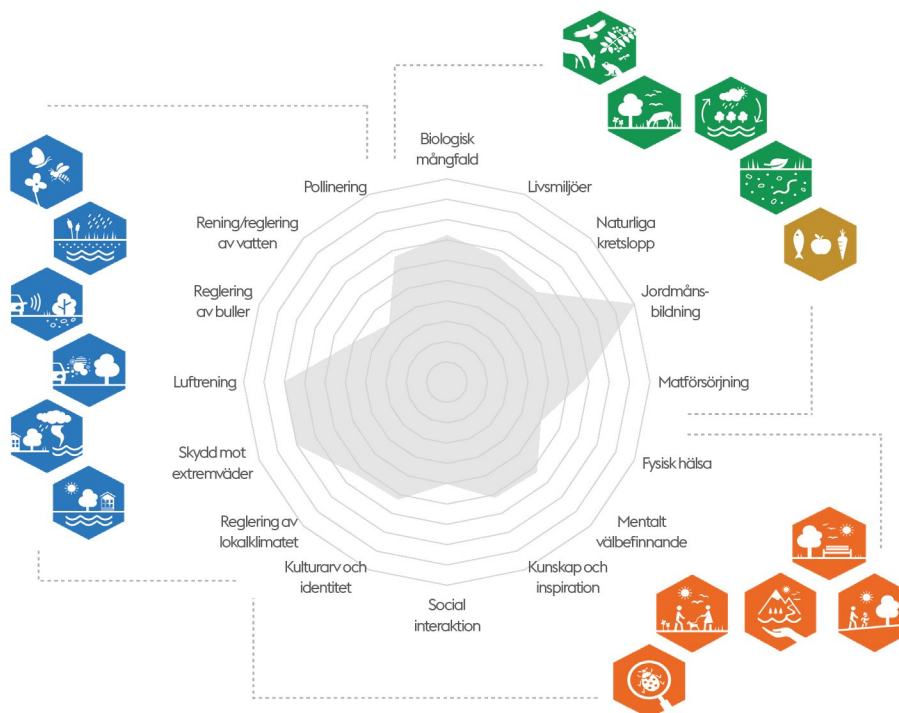 Biologisk
mångfald
Livsmiljöer
Naturliga
kretslopp
Jordmåns-
bildning
Matförsörjning
Fysisk hälsa
Mentalt
välbefinnande
Kunskap och
inspiration
Social
interaktion
Kulturarv och
identitet
Reglering av
lokalklimatet
Skydd mot
extremväder
Luftrening
Reglering
av buller
Rening/reglering
av vatten
Pollinering